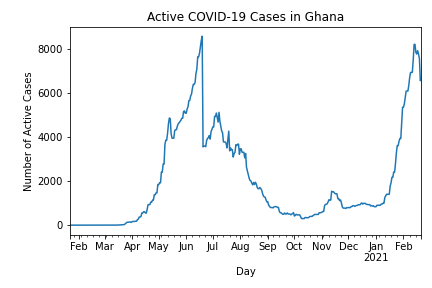 Active COVID-19 Cases in Ghana
Number of Active Cases
8000
6000
4000
2000
0
Feb Mar Apr May Jun Jul Aug Sep Oct Nov Dec Jan Feb
2021
Day